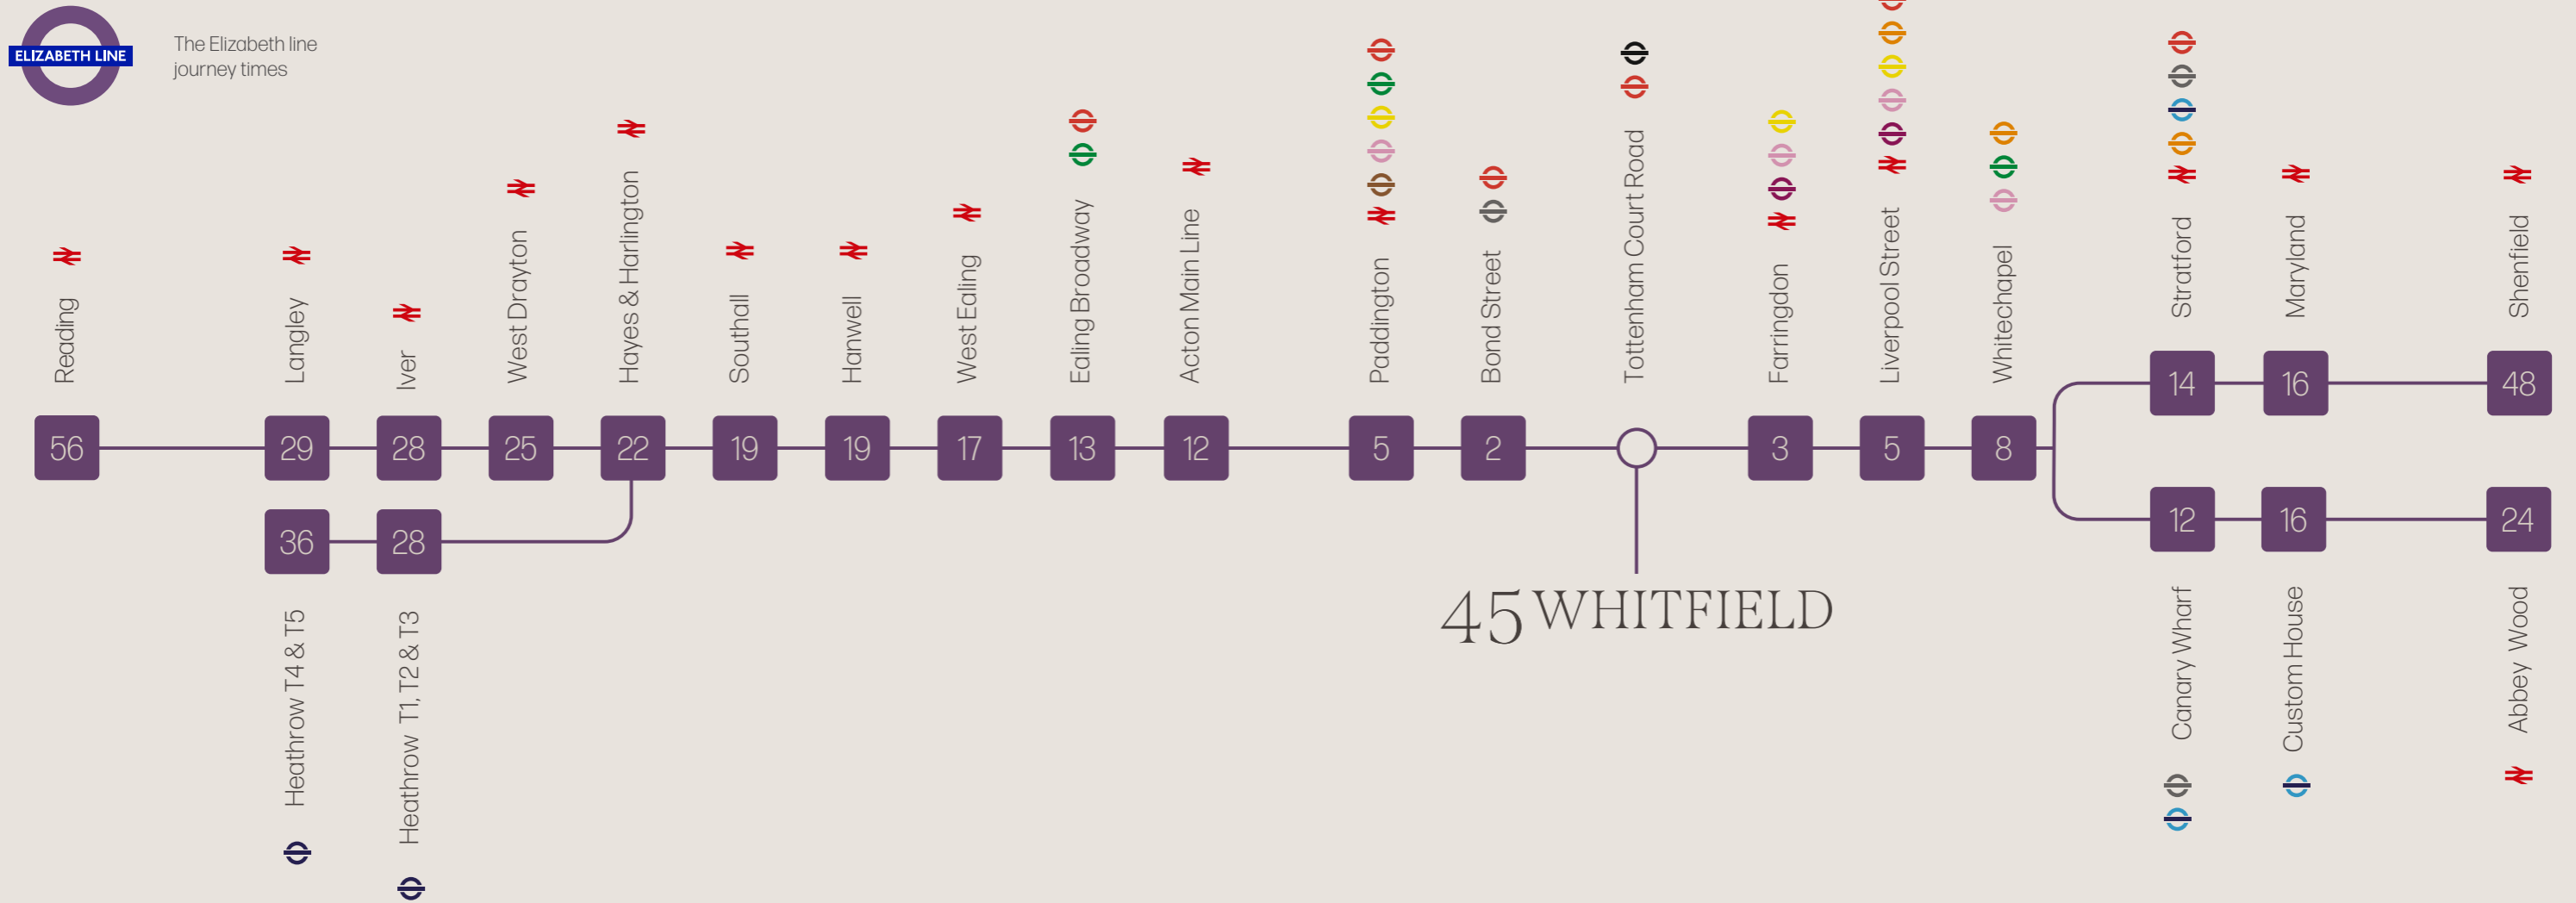 ELIZABETH LINE
The Elizabeth line
journey times
Reading
Langley
Iver
West Drayton
Hayes & Harlington
Southall
Hanwell
West Ealing
Ealing Broadway
Acton Main Line
Paddington
Bond Street
Tottenham Court Road
Farringdon
Liverpool Street
Whitechapel
Stratford
Maryland
Shenfield
14 16 48
56 29 28 25 22 19 19 17 13 12 5 2 3 5 8
12 16 24
36 28
45 WHITFIELD
Heathrow T4 & T5
Heathrow T1, T2 & T3
Canary Wharf
Custom House
Abbey Wood